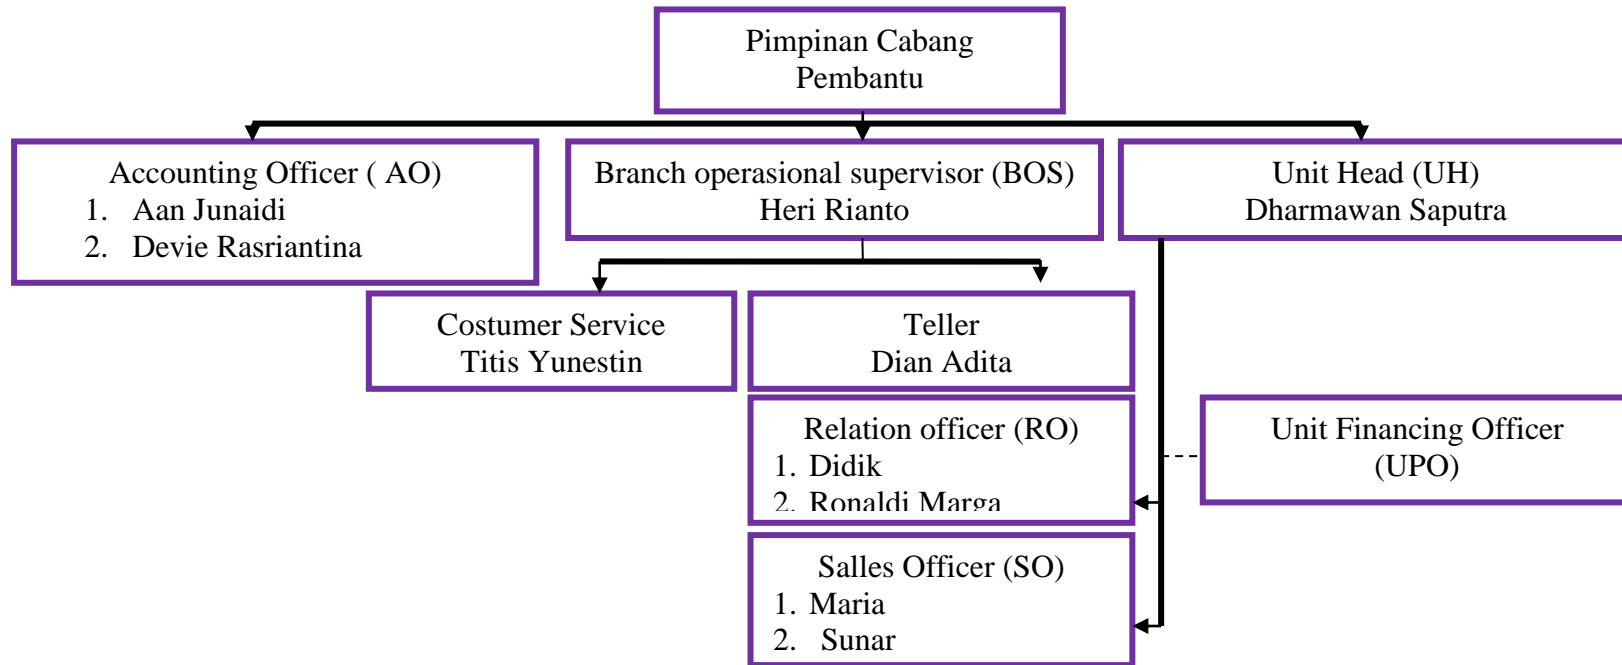 Pimpinan Cabang
Pembantu
Accounting Officer ( AO)
1. Aan Junaidi
2. Devie Rasriantina
Branch operasional supervisor (BOS)
Heri Rianto
Unit Head (UH)
Dharmawan Saputra
Costumer Service
Titis Yunestin
Teller
Dian Adita
Relation officer (RO)
1. Didik
2. Ronaldi Marga
Unit Financing Officer
(UPO)
Salles Officer (SO)
1. Maria
2. Sunar